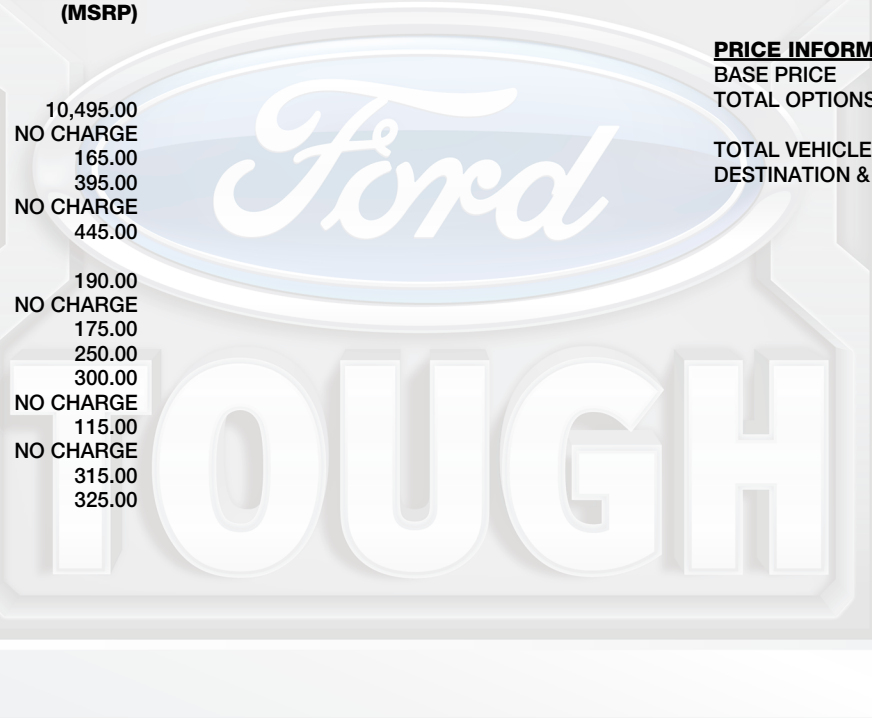 (MSRP)
10,495.00
NO CHARGE
165.00
395.00
NO CHARGE
445.00
190.00
NO CHARGE
175.00
250.00
300.00
NO CHARGE
115.00
NO CHARGE
315.00
325.00
PRICE INFORM
BASE PRICE
TOTAL OPTIONS
TOTAL VEHICLE
DESTINATION &
Ford
TOUGH